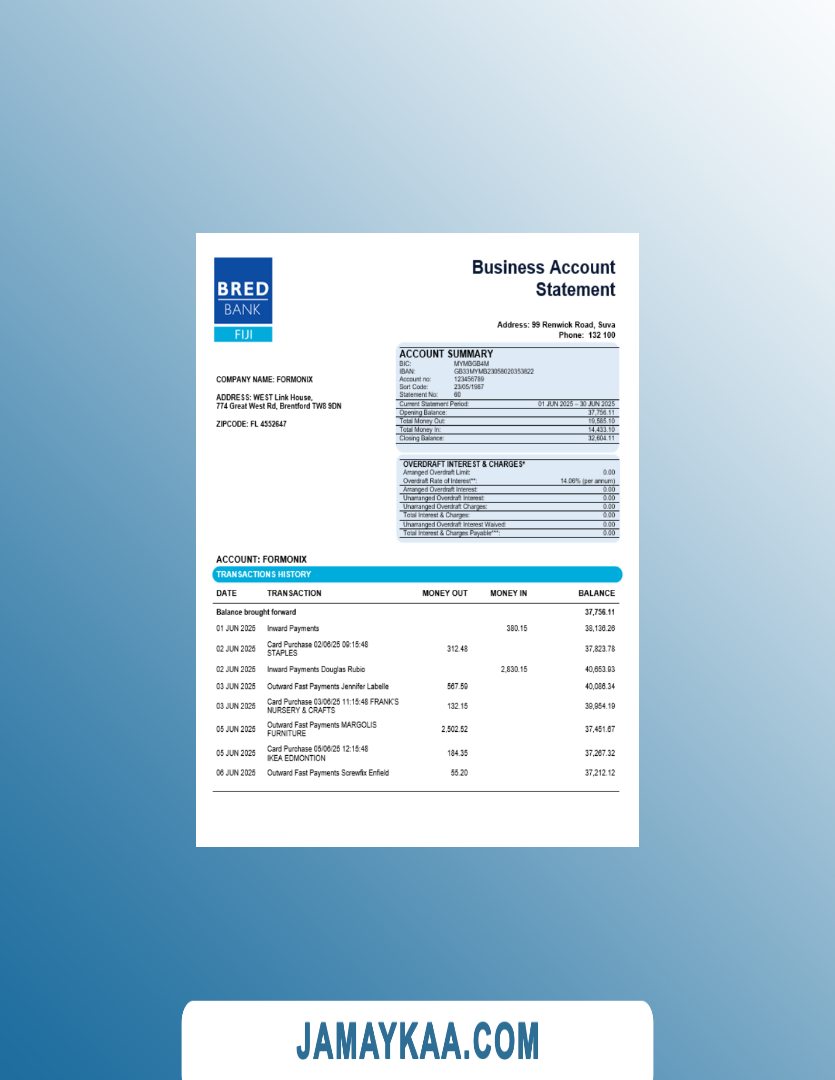 BRED
BANK
FIJI
Business Account
Statement
Address: 99 Renwick Road, Suva
Phone: 132 100
COMPANY NAME: FORMONIX
ADDRESS: WEST Link House,
774 Great West Rd, Brentford TW8 9DN
ZIPCODE: FL 4552647
ACCOUNT SUMMARY
BIC: MYMBGB4M
IBAN: GB33MYMB23058020353822
Account no: 123456789
Sort Code: 23/05/1987
Statement No: 60
Current Statement Period: 01 JUN 2025 – 30 JUN 2025
Opening Balance: 37,756.11
Total Money Out: 19,585.10
Total Money In: 14,433.10
Closing Balance: 32,604.11
OVERDRAFT INTEREST & CHARGES*
Arranged Overdraft Limit: 0.00
Overdraft Rate of Interest**: 14.06% (per annum)
Arranged Overdraft Interest: 0.00
Unarranged Overdraft Interest: 0.00
Unarranged Overdraft Charges: 0.00
Total Interest & Charges: 0.00
Unarranged Overdraft Interest Waived: 0.00
Total Interest & Charges Payable***: 0.00
ACCOUNT: FORMONIX
TRANSACTIONS HISTORY
DATE TRANSACTION MONEY OUT MONEY IN BALANCE
Balance brought forward 37,756.11
01 JUN 2025 Inward Payments 380.15 38,136.26
02 JUN 2025 Card Purchase 02/06/25 09:15:48
STAPLES 312.48 37,823.78
02 JUN 2025 Inward Payments Douglas Rubio 2,830.15 40,653.93
03 JUN 2025 Outward Fast Payments Jennifer Labelle 567.59 40,086.34
03 JUN 2025 Card Purchase 03/06/25 11:15:48 FRANK'S
NURSERY & CRAFTS 132.15 39,954.19
05 JUN 2025 Outward Fast Payments MARGOLIS
FURNITURE 2,502.52 37,451.67
05 JUN 2025 Card Purchase 05/06/25 12:15:48
IKEA EDMONTION 184.35 37,267.32
06 JUN 2025 Outward Fast Payments Screwfix Enfield 55.20 37,212.12
JAMAYKAA.COM